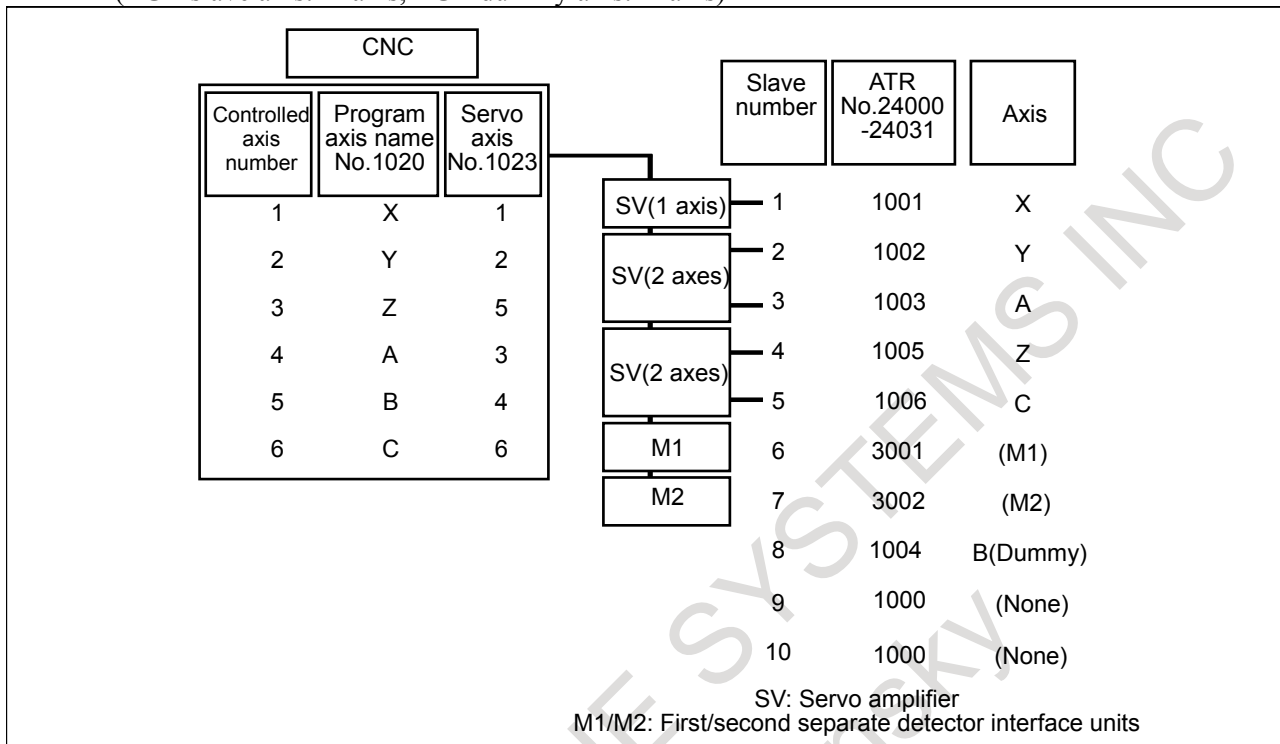 CNC
Controlled axis number
Program axis name No.1020
Servo axis No.1023
1 X 1
2 Y 2
3 Z 5
4 A 3
5 B 4
6 C 6
SV(1 axis)
SV(2 axes)
SV(2 axes)
M1
M2
Slave number
ATR No.24000 -24031
Axis
1 1001 X
2 1002 Y
3 1003 A
4 1005 Z
5 1006 C
6 3001 (M1)
7 3002 (M2)
8 1004 B(Dummy)
9 1000 (None)
10 1000 (None)
SV: Servo amplifier
M1/M2: First/second separate detector interface units
SYSTEMS INC